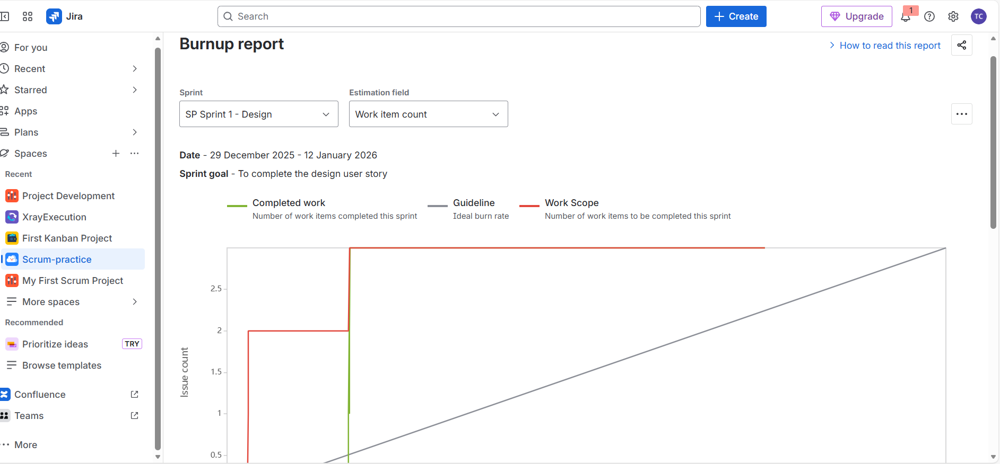 Jira
Search
Create
Upgrade
1
TC
For you
Recent
Starred
Apps
Plans
Spaces
Recent
Project Development
XrayExecution
First Kanban Project
Scrum-practice
My First Scrum Project
More spaces
Recommended
Prioritize ideas TRY
Browse templates
Confluence
Teams
More
Burnup report
How to read this report
Sprint Estimation field
SP Sprint 1 - Design Work item count
Date - 29 December 2025 - 12 January 2026
Sprint goal - To complete the design user story
Completed work
Number of work items completed this sprint
Guideline
Ideal burn rate
Work Scope
Number of work items to be completed this sprint
Issue count
2.5
2
1.5
1
0.5